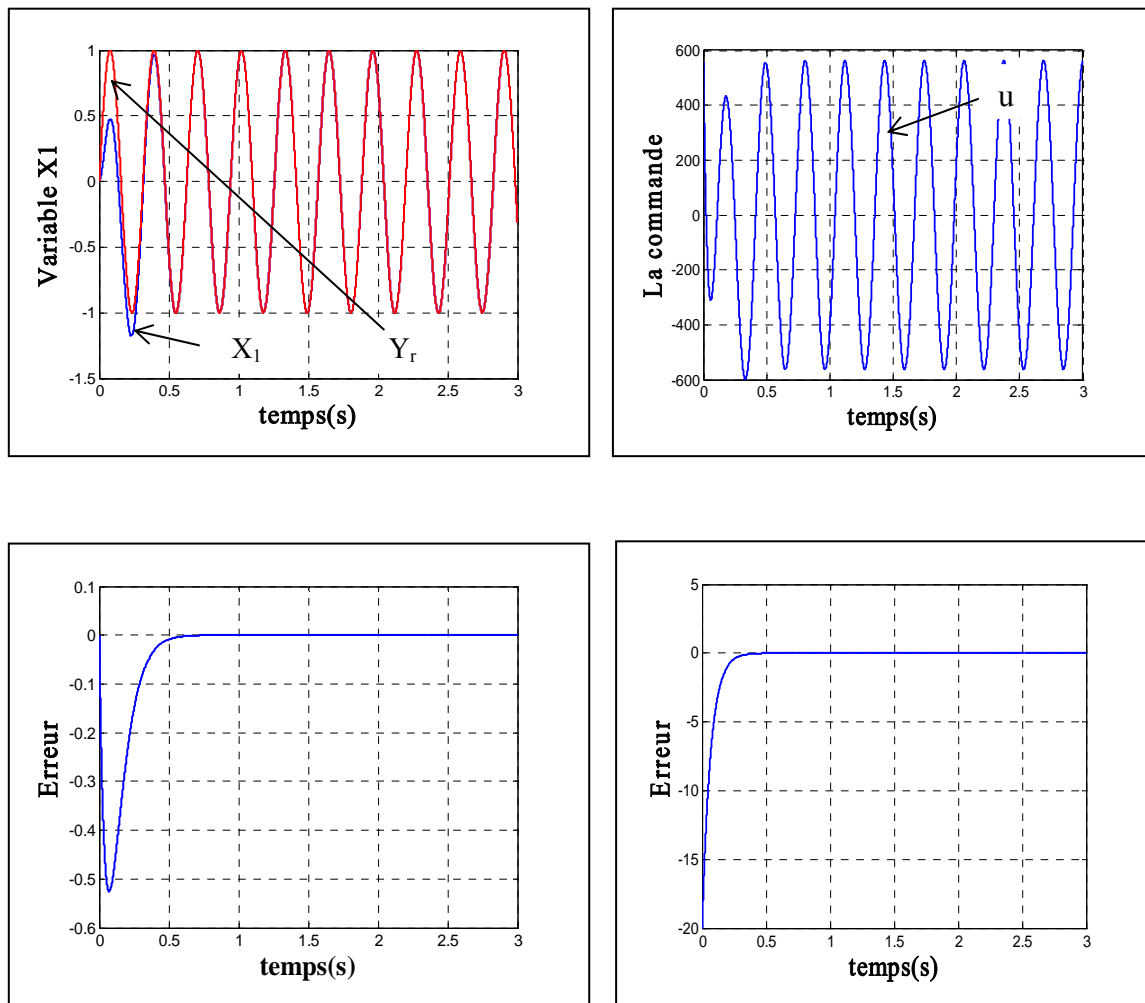 1
0.5
0
-0.5
-1
-1.5
Variable X1
X1
Yr
0 0.5 1 1.5 2 2.5 3
temps(s)
600
400
200
0
-200
-400
-600
La commande
u
0 0.5 1 1.5 2 2.5 3
temps(s)
0.1
0
-0.1
-0.2
-0.3
-0.4
-0.5
-0.6
Erreur
0 0.5 1 1.5 2 2.5 3
temps(s)
5
0
-5
-10
-15
-20
Erreur
0 0.5 1 1.5 2 2.5 3
temps(s)